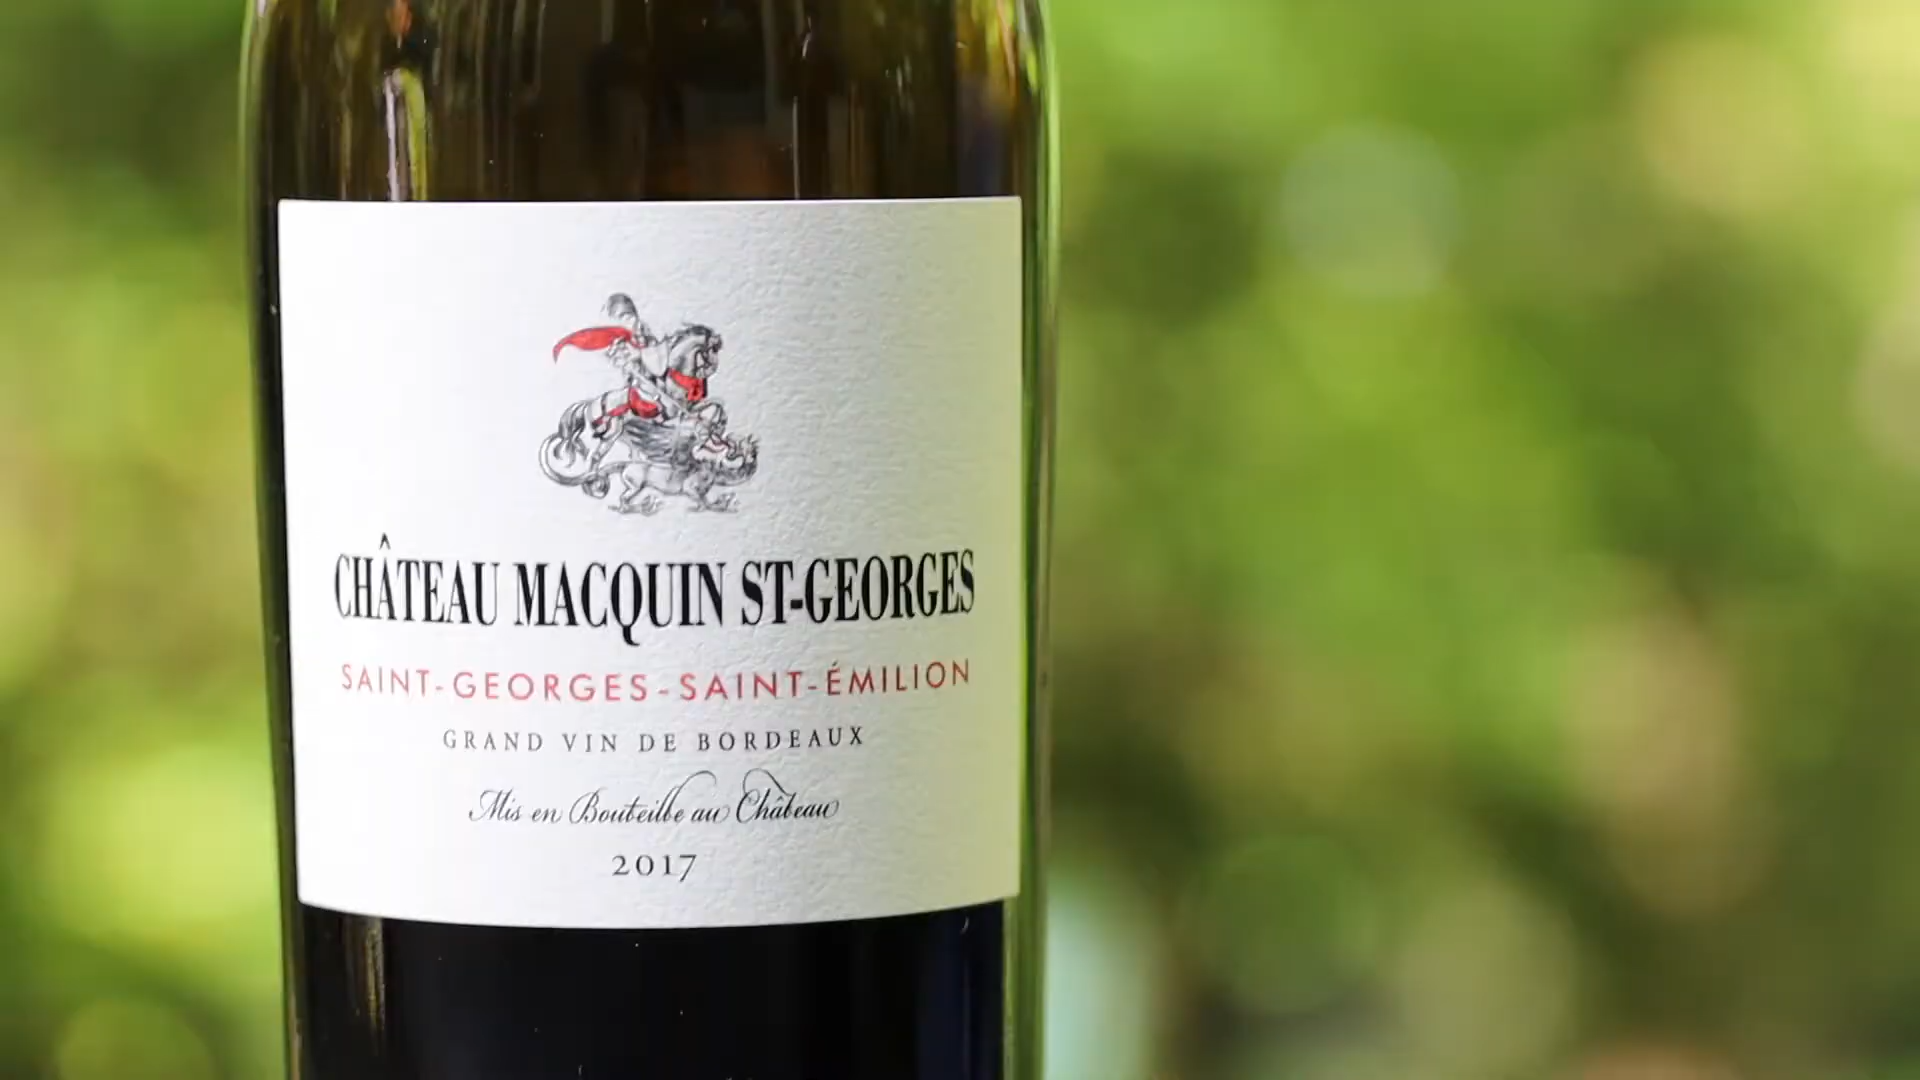 CHÂTEAU MACQUIN ST-GEORGES
SAINT-GEORGES-SAINT-ÉMILION
GRAND VIN DE BORDEAUX
Mis en Bouteille au Château
2017